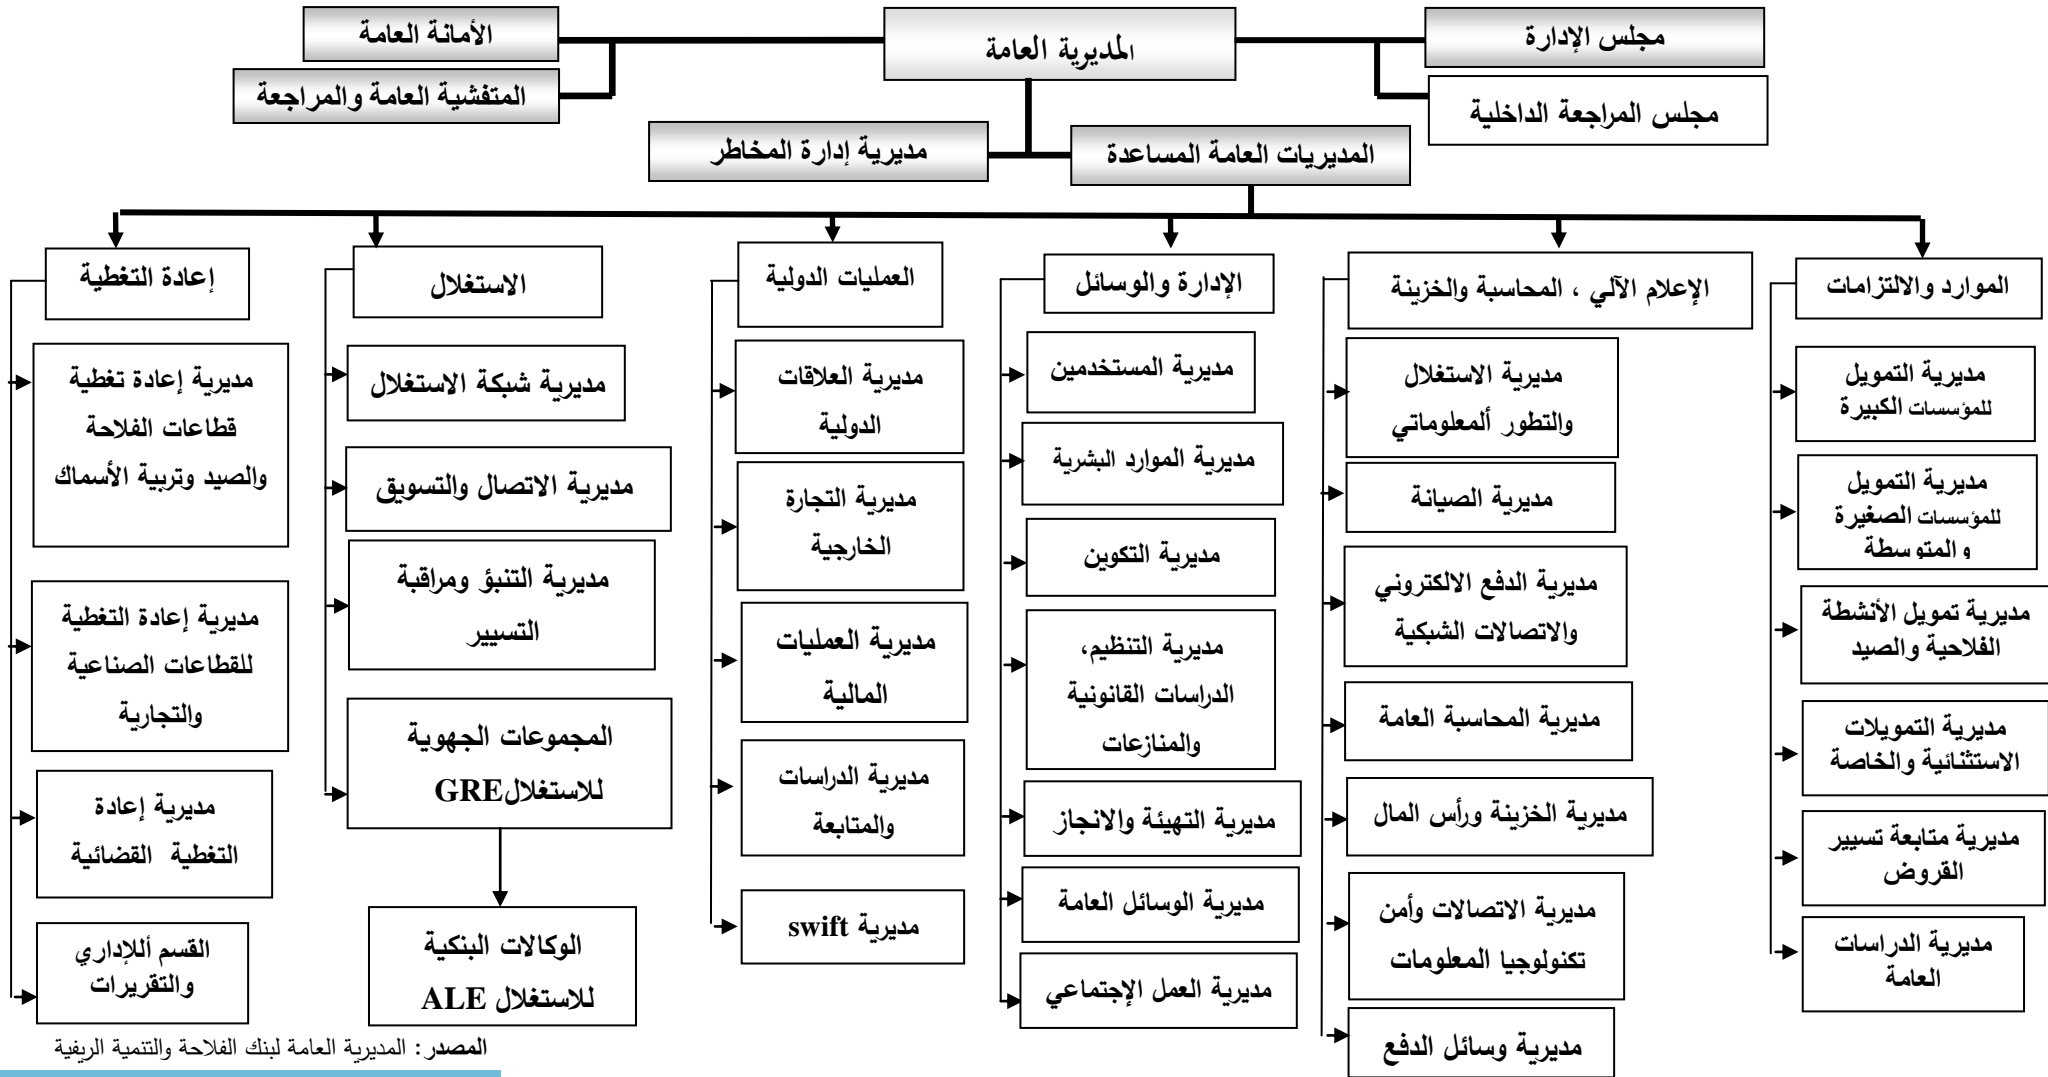 مجلس الإدارة
المديرية العامة
الأمانة العامة
مجلس المراجعة الداخلية
المتفشية العامة والمراجعة
المديريات العامة المساعدة
مديرية إدارة المخاطر
الموارد والالتزامات
مديرية التمويل
للمؤسسات الكبيرة
مديرية التمويل
للمؤسسات الصغيرة
والمتوسطة
مديرية تمويل الأنشطة
الفلاحية والصيد
مديرية التمويلات
الاستثنائية والخاصة
مديرية متابعة تسيير
القروض
مديرية الدراسات
العامة
الإعلام الآلي ، المحاسبة والخزينة
مديرية الاستغلال
والتطور ألمعلوماتي
مديرية الصيانة
مديرية الدفع الالكتروني
والاتصالات الشبكية
مديرية المحاسبة العامة
مديرية الخزينة ورأس المال
مديرية الاتصالات وأمن
تكنولوجيا المعلومات
مديرية وسائل الدفع
الإدارة والوسائل
مديرية المستخدمين
مديرية الموارد البشرية
مديرية التكوين
مديرية التنظيم،
الدراسات القانونية
والمنازعات
مديرية التهيئة والانجاز
مديرية الوسائل العامة
مديرية العمل الإجتماعي
العمليات الدولية
مديرية العلاقات
الدولية
مديرية التجارة
الخارجية
مديرية العمليات
المالية
مديرية الدراسات
والمتابعة
مديرية swift
الاستغلال
مديرية شبكة الاستغلال
مديرية الاتصال والتسويق
مديرية التنبؤ ومراقبة
التسيير
المجموعات الجهوية
للاستغلالGRE
الوكالات البنكية
للاستغلال ALE
إعادة التغطية
مديرية إعادة تغطية
قطاعات الفلاحة
والصيد وتربية الأسماك
مديرية إعادة التغطية
للقطاعات الصناعية
والتجارية
مديرية إعادة
التغطية القضائية
القسم أللإداري
والتقريرات
المصدر: المديرية العامة لبنك الفلاحة والتنمية الريفية